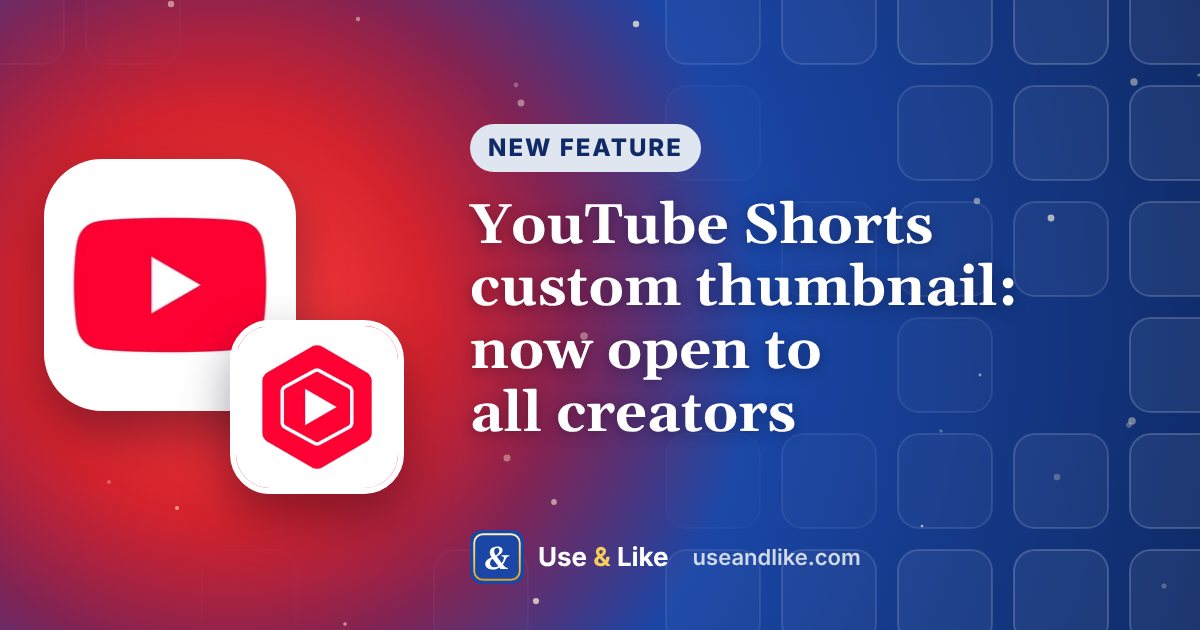 NEW FEATURE
YouTube Shorts
custom thumbnail:
now open to
all creators
& Use & Like useandlike.com